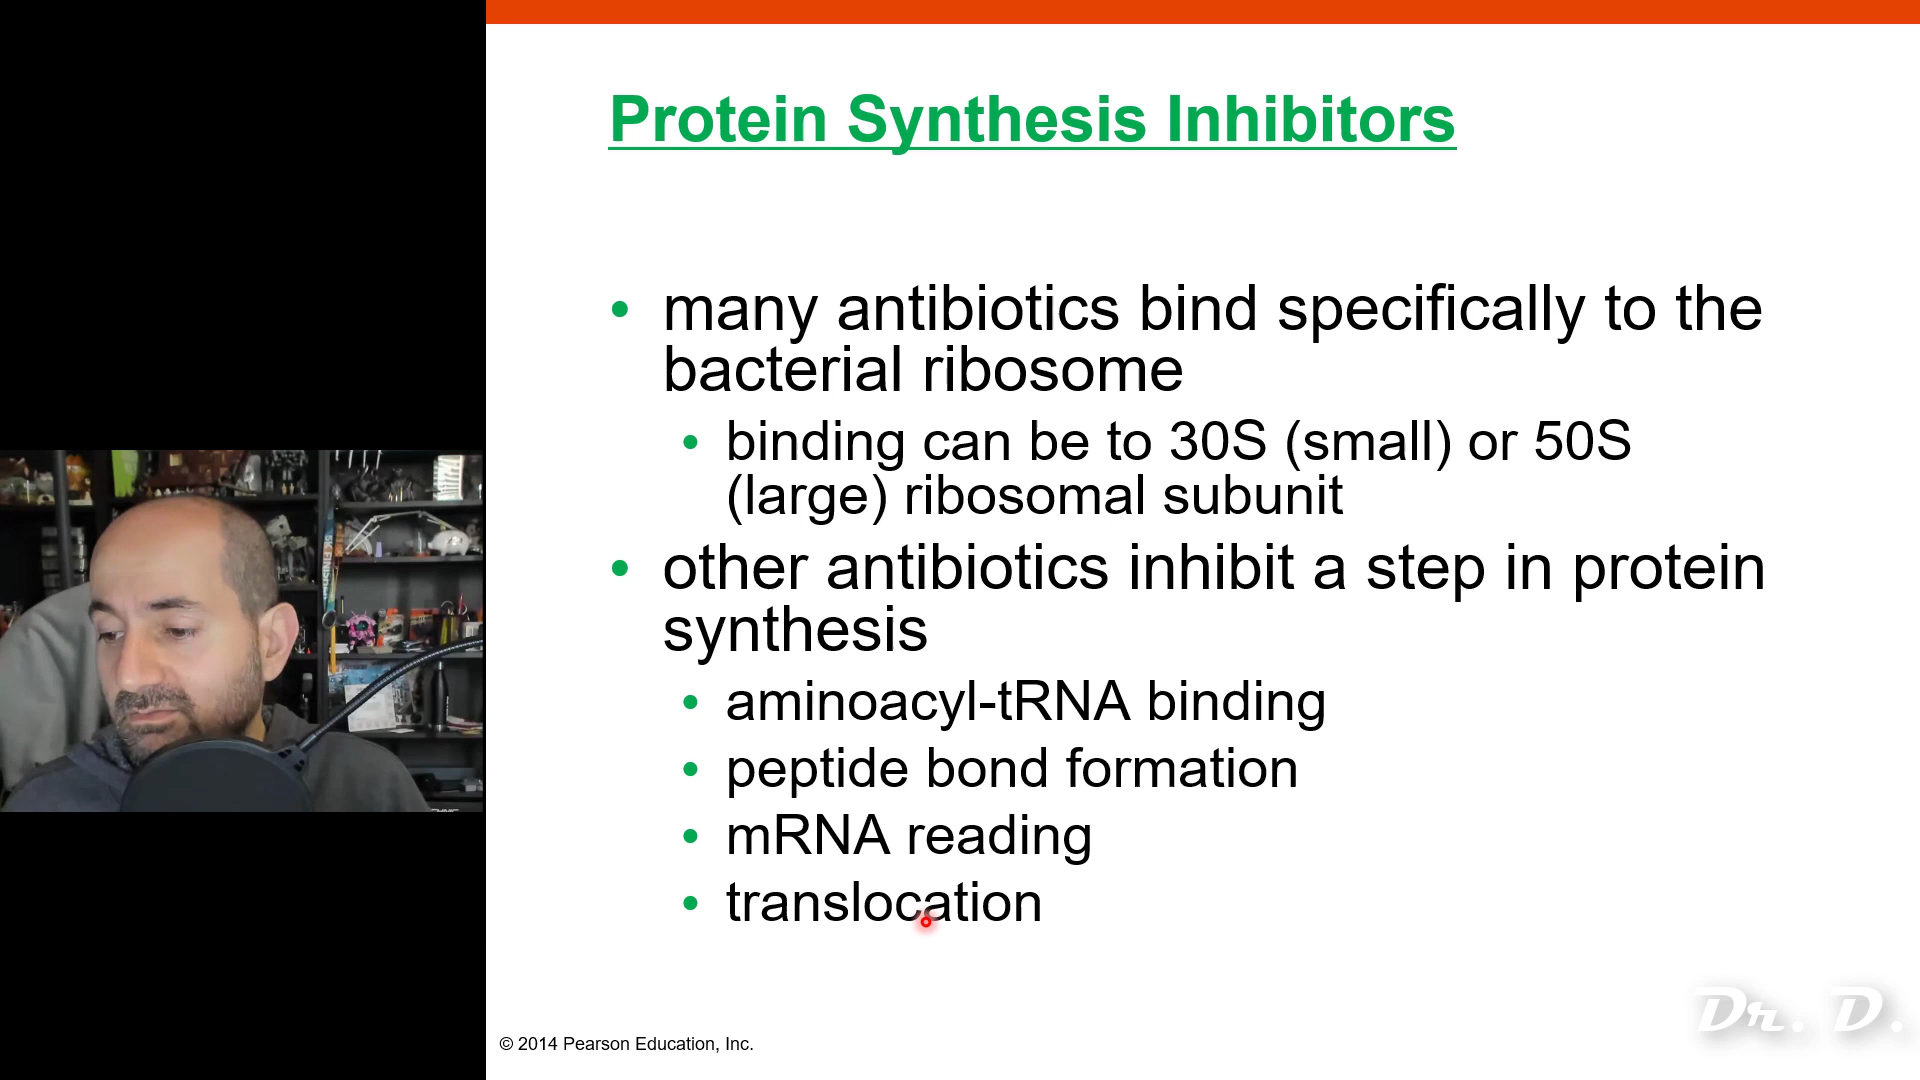 Protein Synthesis Inhibitors
• many antibiotics bind specifically to the
bacterial ribosome
• binding can be to 30S (small) or 50S
(large) ribosomal subunit
• other antibiotics inhibit a step in protein
synthesis
• aminoacyl-tRNA binding
• peptide bond formation
• mRNA reading
• translocation
Dr. D.
© 2014 Pearson Education, Inc.